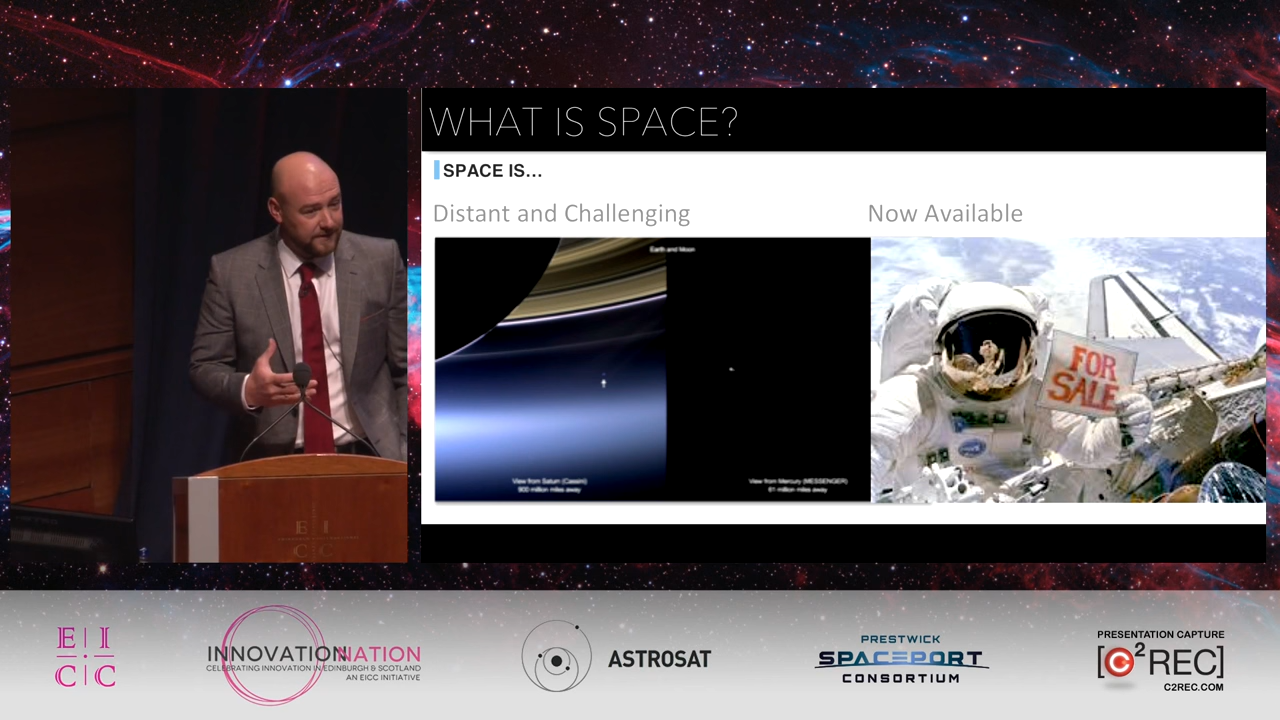 WHAT IS SPACE?
SPACE IS...
Distant and Challenging
Now Available
Earth and Moon
View from Saturn (Cassini)
900 million miles away
View from Mercury (MESSENGER)
61 million miles away
FOR
SALE
E I
C C
E I
C C
INNOVATIONNATION
CELEBRATING INNOVATION IN EDINBURGH & SCOTLAND
AN EICC INITIATIVE
ASTROSAT
PRESTWICK
SPACEPORT
CONSORTIUM
PRESENTATION CAPTURE
[C2REC]
C2REC.COM